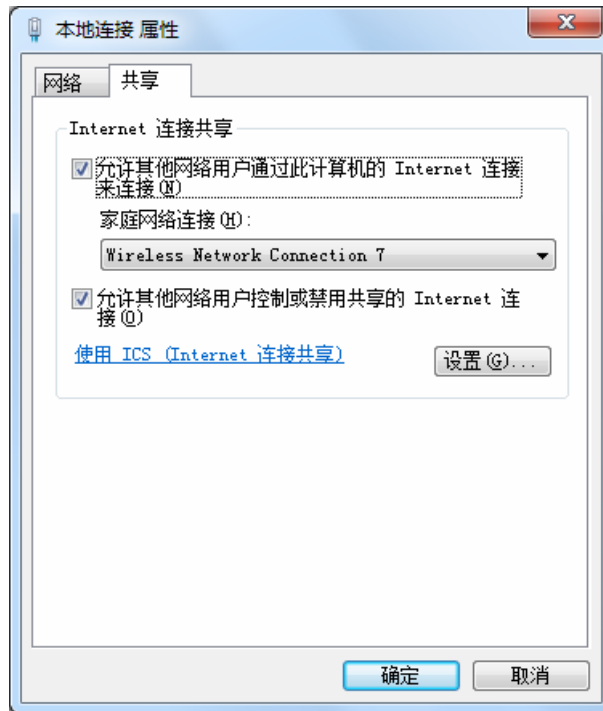 本地连接 属性
网络
共享
Internet 连接共享
允许其他网络用户通过此计算机的 Internet 连接
来连接(N)
家庭网络连接(H):
Wireless Network Connection 7
允许其他网络用户控制或禁用共享的 Internet 连
接(O)
使用 ICS (Internet 连接共享)
设置(G)...
确定
取消